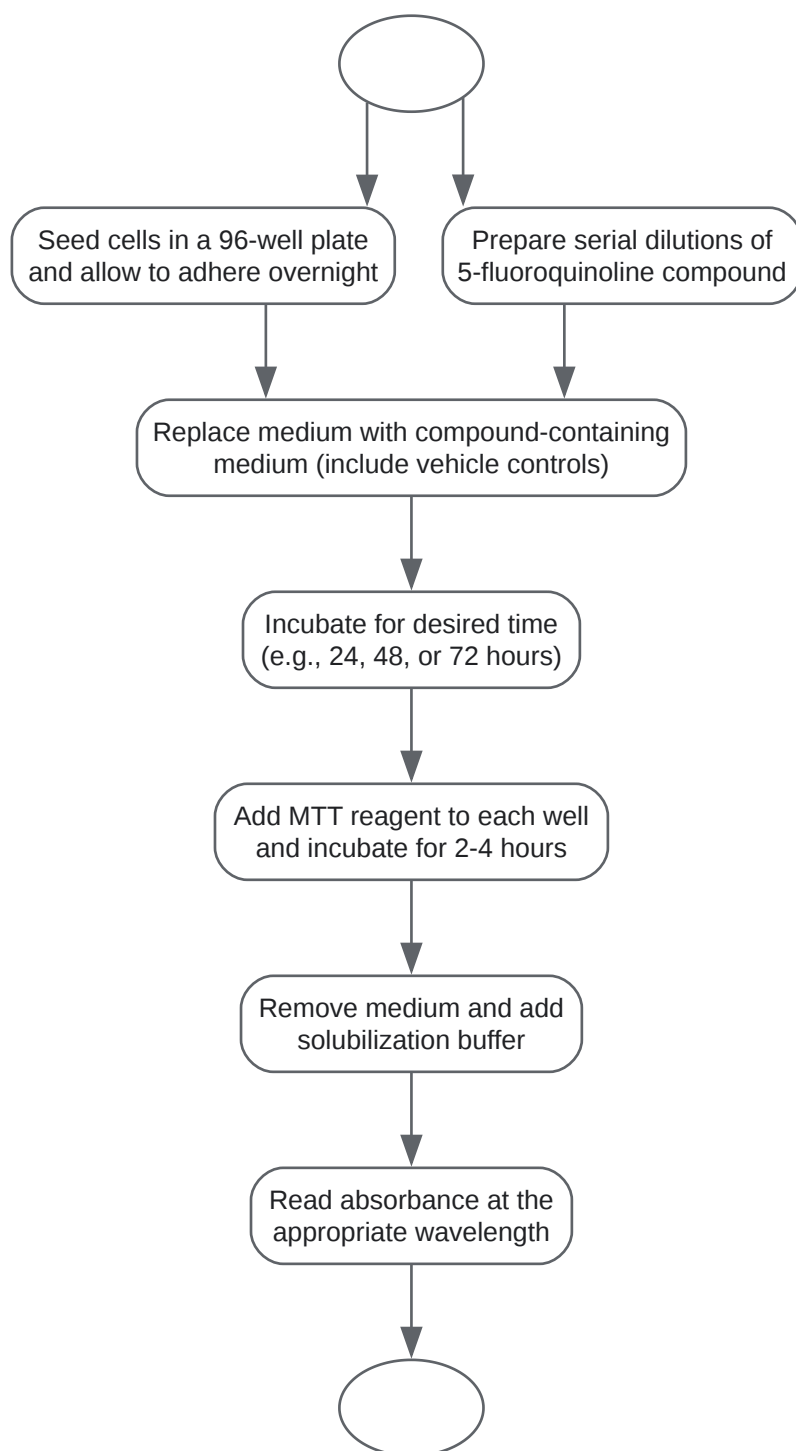 Seed cells in a 96-well plate
and allow to adhere overnight
Prepare serial dilutions of
5-fluoroquinoline compound
Replace medium with compound-containing
medium (include vehicle controls)
Incubate for desired time
(e.g., 24, 48, or 72 hours)
Add MTT reagent to each well
and incubate for 2-4 hours
Remove medium and add
solubilization buffer
Read absorbance at the
appropriate wavelength